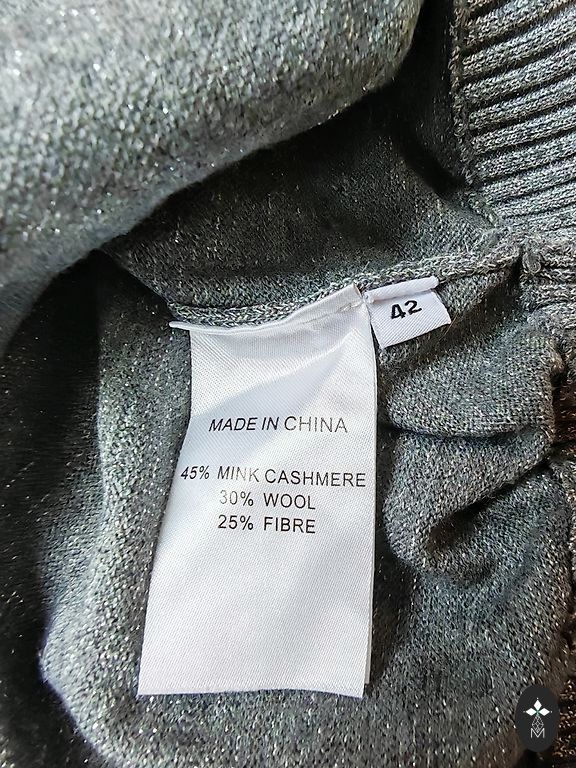 42
MADE IN CHINA
45% MINK CASHMERE
30% WOOL
25% FIBRE
M